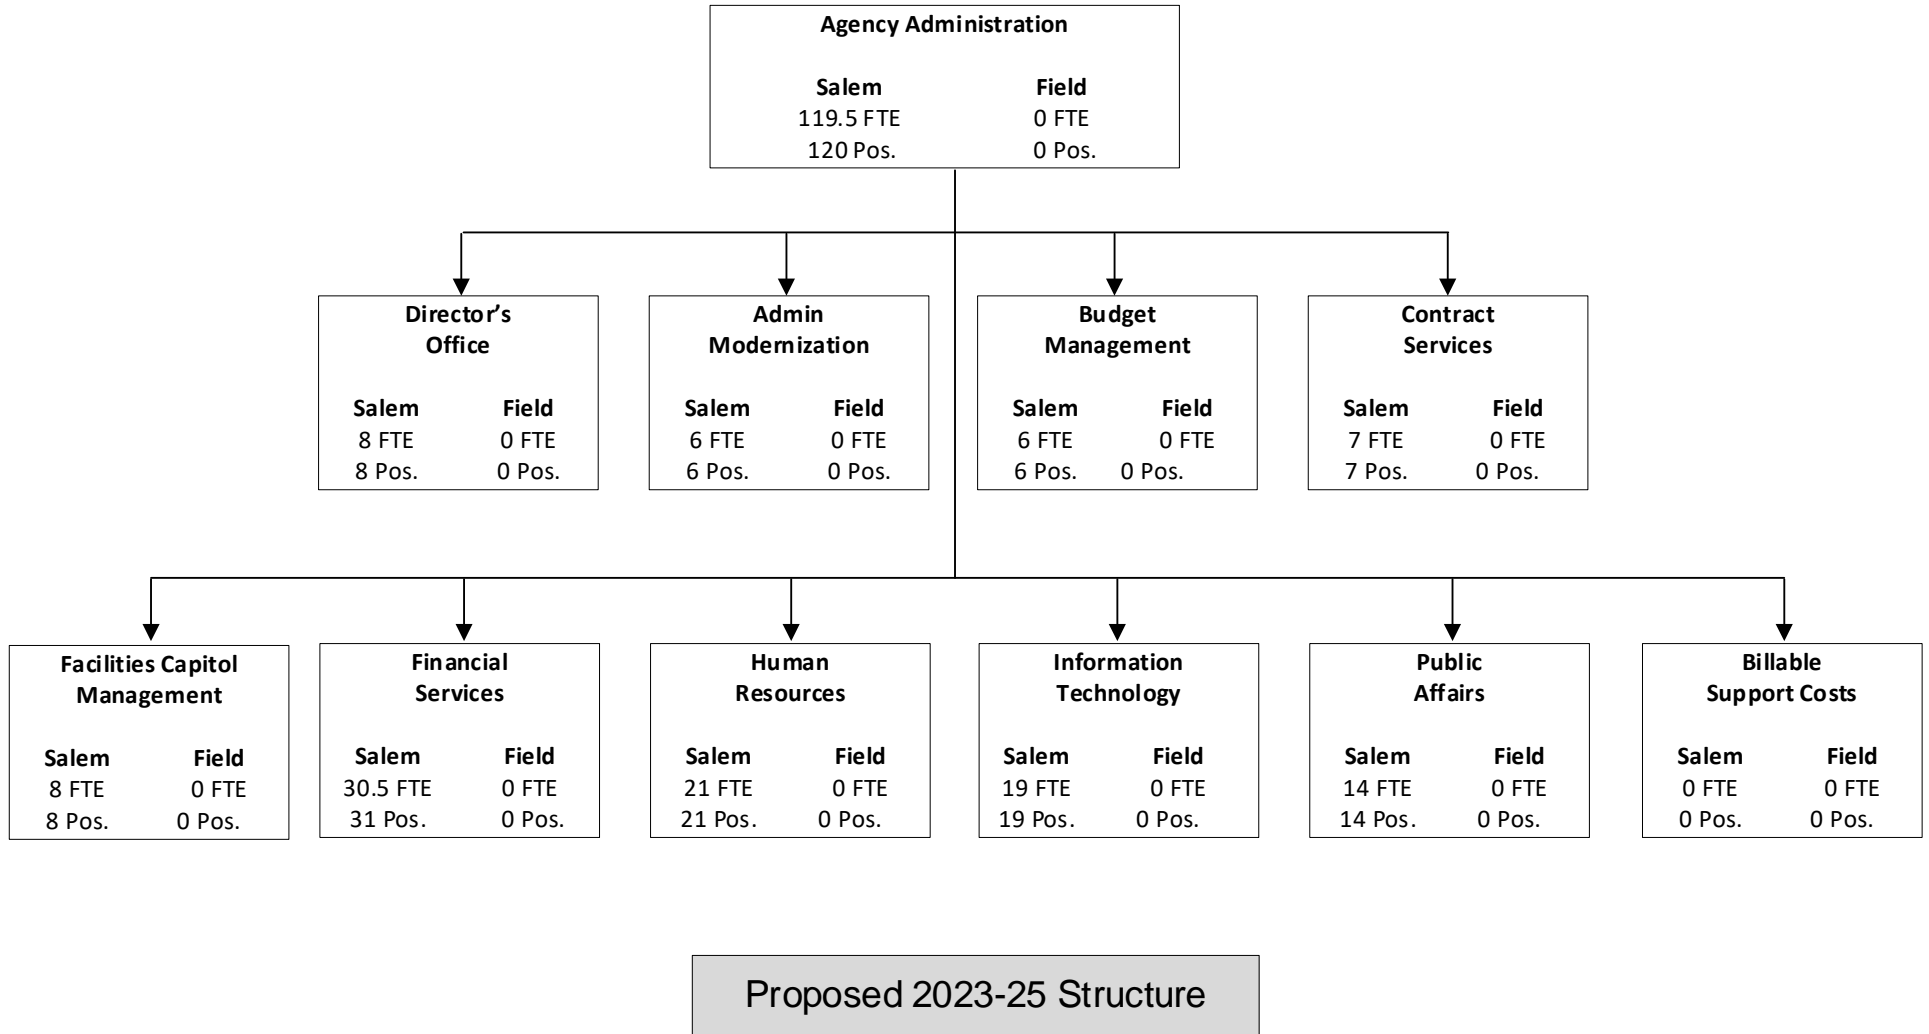 Agency Administration
Salem Field
119.5 FTE 0 FTE
120 Pos. 0 Pos.
Director's
Office
Salem Field
8 FTE 0 FTE
8 Pos. 0 Pos.
Admin
Modernization
Salem Field
6 FTE 0 FTE
6 Pos. 0 Pos.
Budget
Management
Salem Field
6 FTE 0 FTE
6 Pos. 0 Pos.
Contract
Services
Salem Field
7 FTE 0 FTE
7 Pos. 0 Pos.
Facilities Capitol
Management
Salem Field
8 FTE 0 FTE
8 Pos. 0 Pos.
Financial
Services
Salem Field
30.5 FTE 0 FTE
31 Pos. 0 Pos.
Human
Resources
Salem Field
21 FTE 0 FTE
21 Pos. 0 Pos.
Information
Technology
Salem Field
19 FTE 0 FTE
19 Pos. 0 Pos.
Public
Affairs
Salem Field
14 FTE 0 FTE
14 Pos. 0 Pos.
Billable
Support Costs
Salem Field
0 FTE 0 FTE
0 Pos. 0 Pos.
Proposed 2023-25 Structure